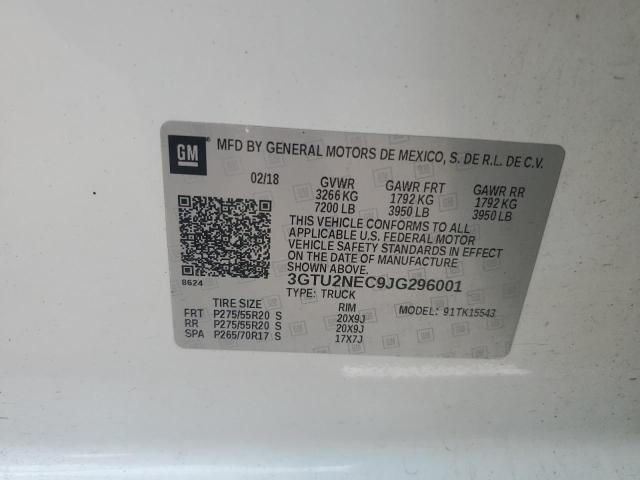 GM MFD BY GENERAL MOTORS DE MEXICO, S. DE R.L. DE C.V.
02/18 GVWR GAWR FRT GAWR RR
3266 KG 1792 KG 1792 KG
7200 LB 3950 LB 3950 LB
THIS VEHICLE CONFORMS TO ALL
APPLICABLE U.S. FEDERAL MOTOR
VEHICLE SAFETY STANDARDS IN EFFECT
ON THE DATE OF MANUFACTURE
SHOWN ABOVE.
8624 3GTU2NEC9JG296001
TYPE: TRUCK
TIRE SIZE RIM MODEL: 91TK15543
FRT P275/55R20 S 20X9J
RR P275/55R20 S 20X9J
SPA P265/70R17 S 17X7J